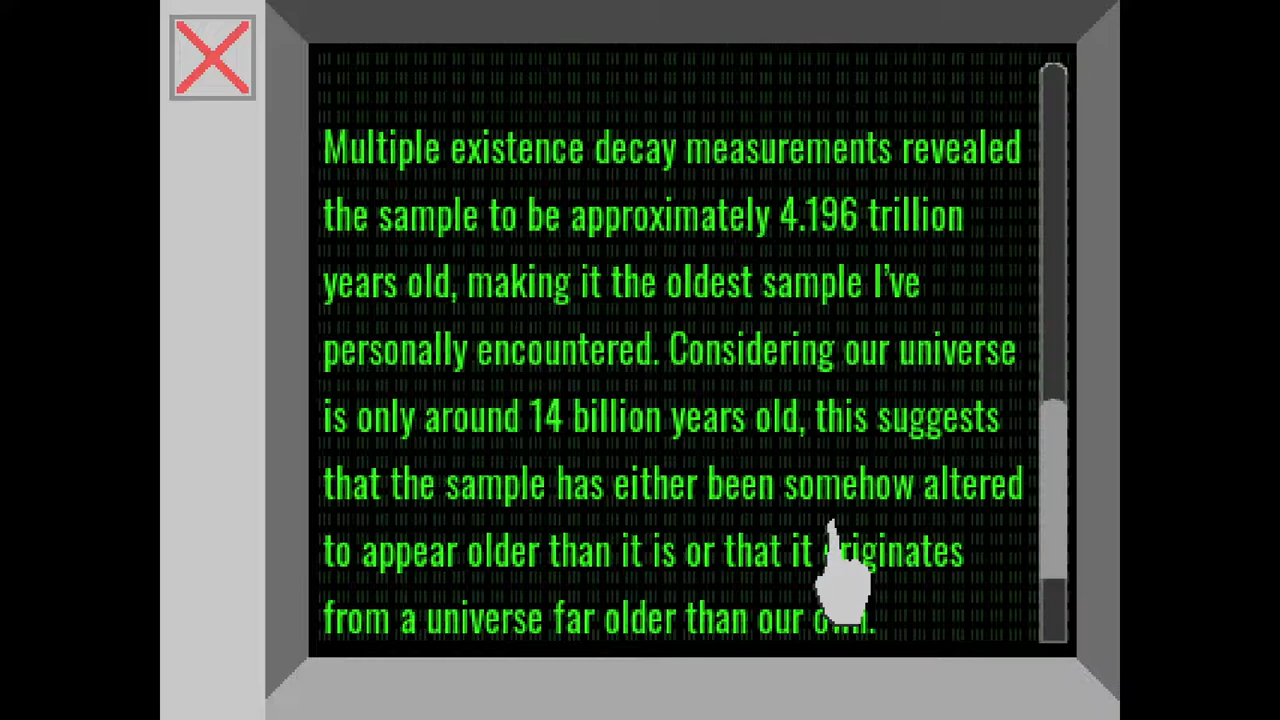 Multiple existence decay measurements revealed
the sample to be approximately 4.196 trillion
years old, making it the oldest sample I've
personally encountered. Considering our universe
is only around 14 billion years old, this suggests
that the sample has either been somehow altered
to appear older than it is or that it originates
from a universe far older than our own.